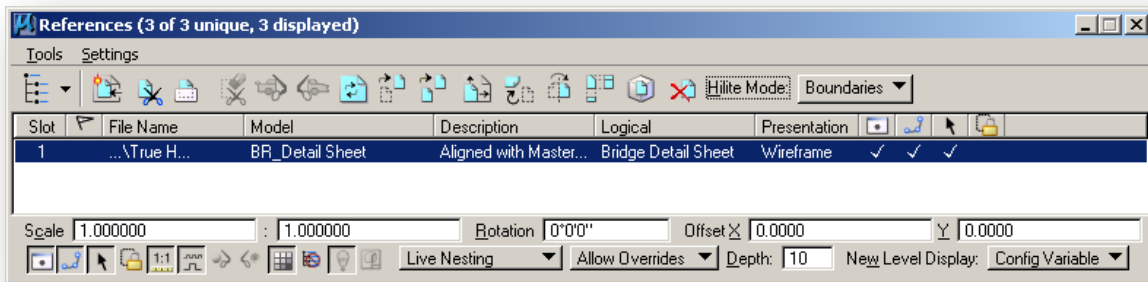 References (3 of 3 unique, 3 displayed)
Tools Settings
Hilite Mode: Boundaries
Slot File Name Model Description Logical Presentation
1 ...\True H... BR_Detail Sheet Aligned with Master... Bridge Detail Sheet Wireframe
Scale 1.000000 : 1.000000 Rotation 0°0'0" Offset X 0.0000 Y 0.0000
1:1 Live Nesting Allow Overrides Depth: 10 New Level Display: Config Variable